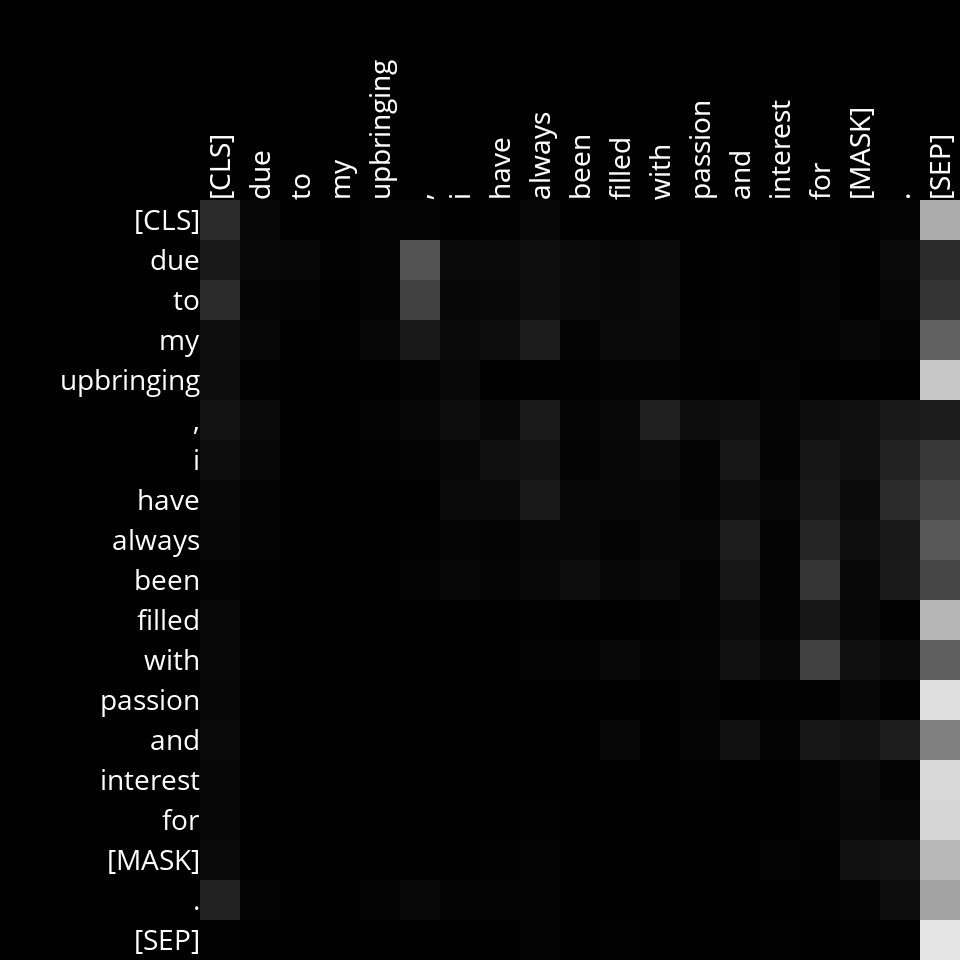 [CLS] due to my upbringing , i have always been filled with passion and interest for [MASK] . [SEP]
[CLS]
due
to
my
upbringing
,
i
have
always
been
filled
with
passion
and
interest
for
[MASK]
.
[SEP]